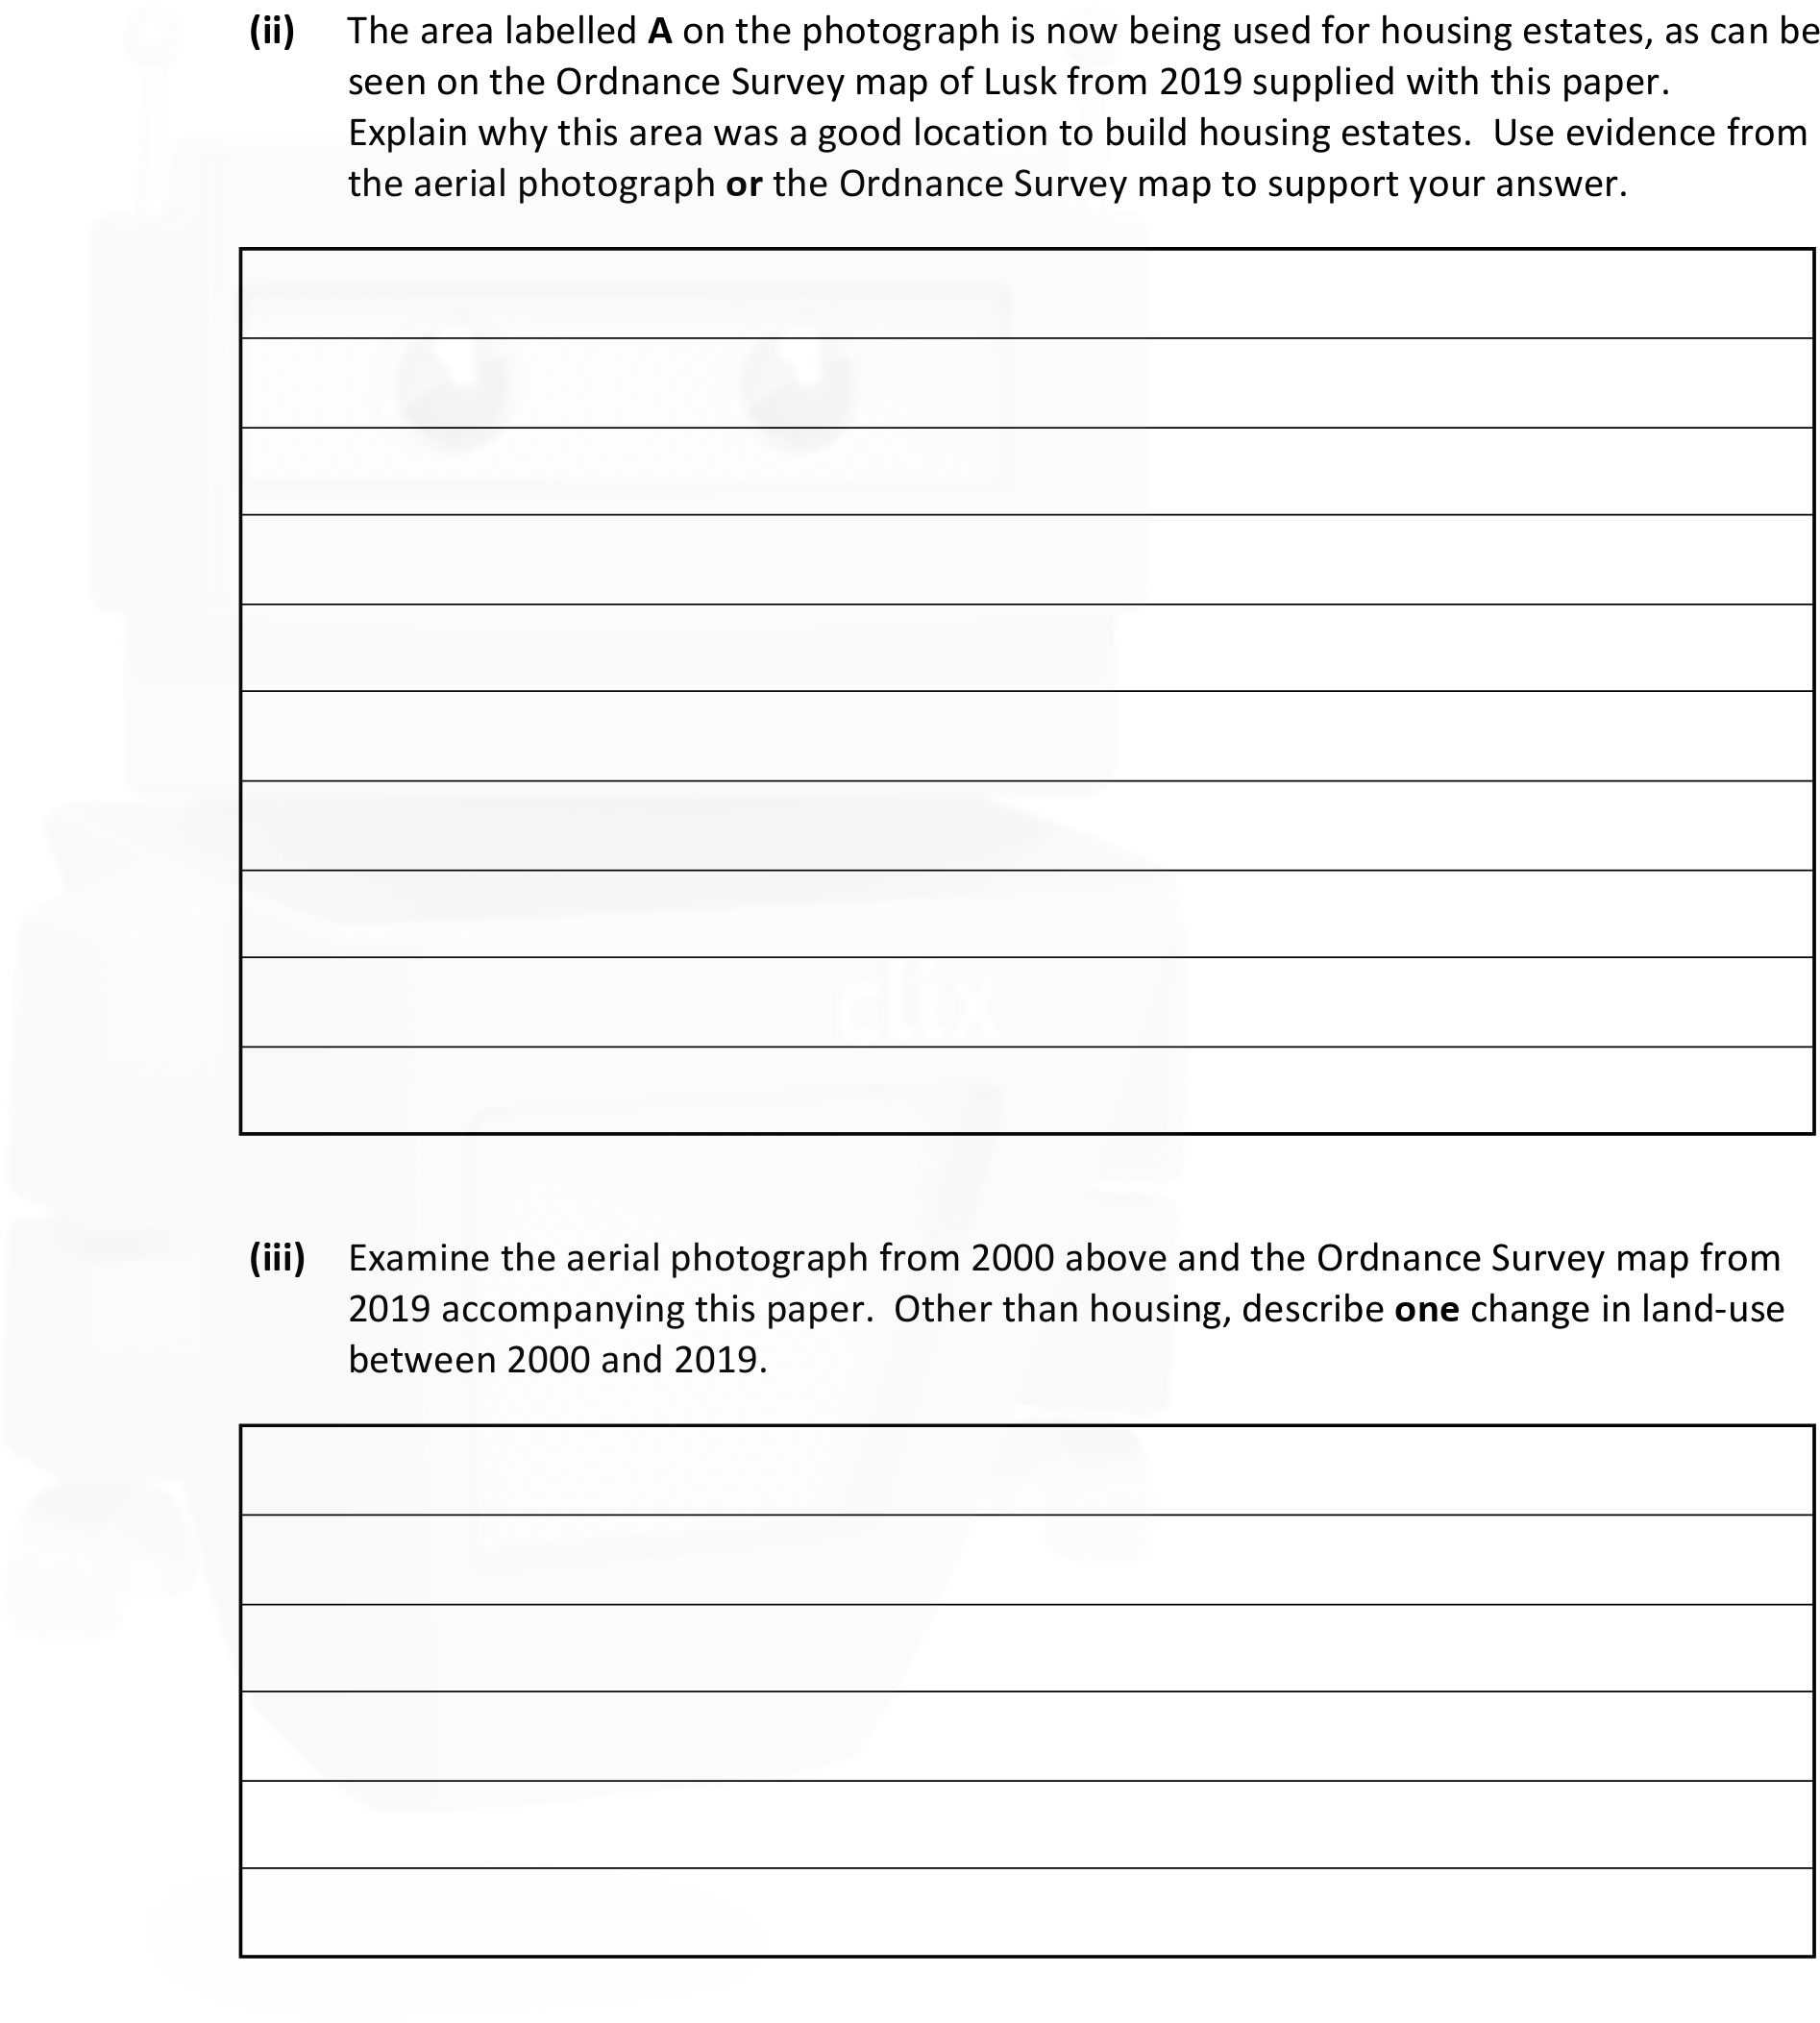 (ii) The area labelled A on the photograph is now being used for housing estates, as can be
seen on the Ordnance Survey map of Lusk from 2019 supplied with this paper.
Explain why this area was a good location to build housing estates. Use evidence from
the aerial photograph or the Ordnance Survey map to support your answer.
clix
(iii) Examine the aerial photograph from 2000 above and the Ordnance Survey map from
2019 accompanying this paper. Other than housing, describe one change in land-use
between 2000 and 2019.